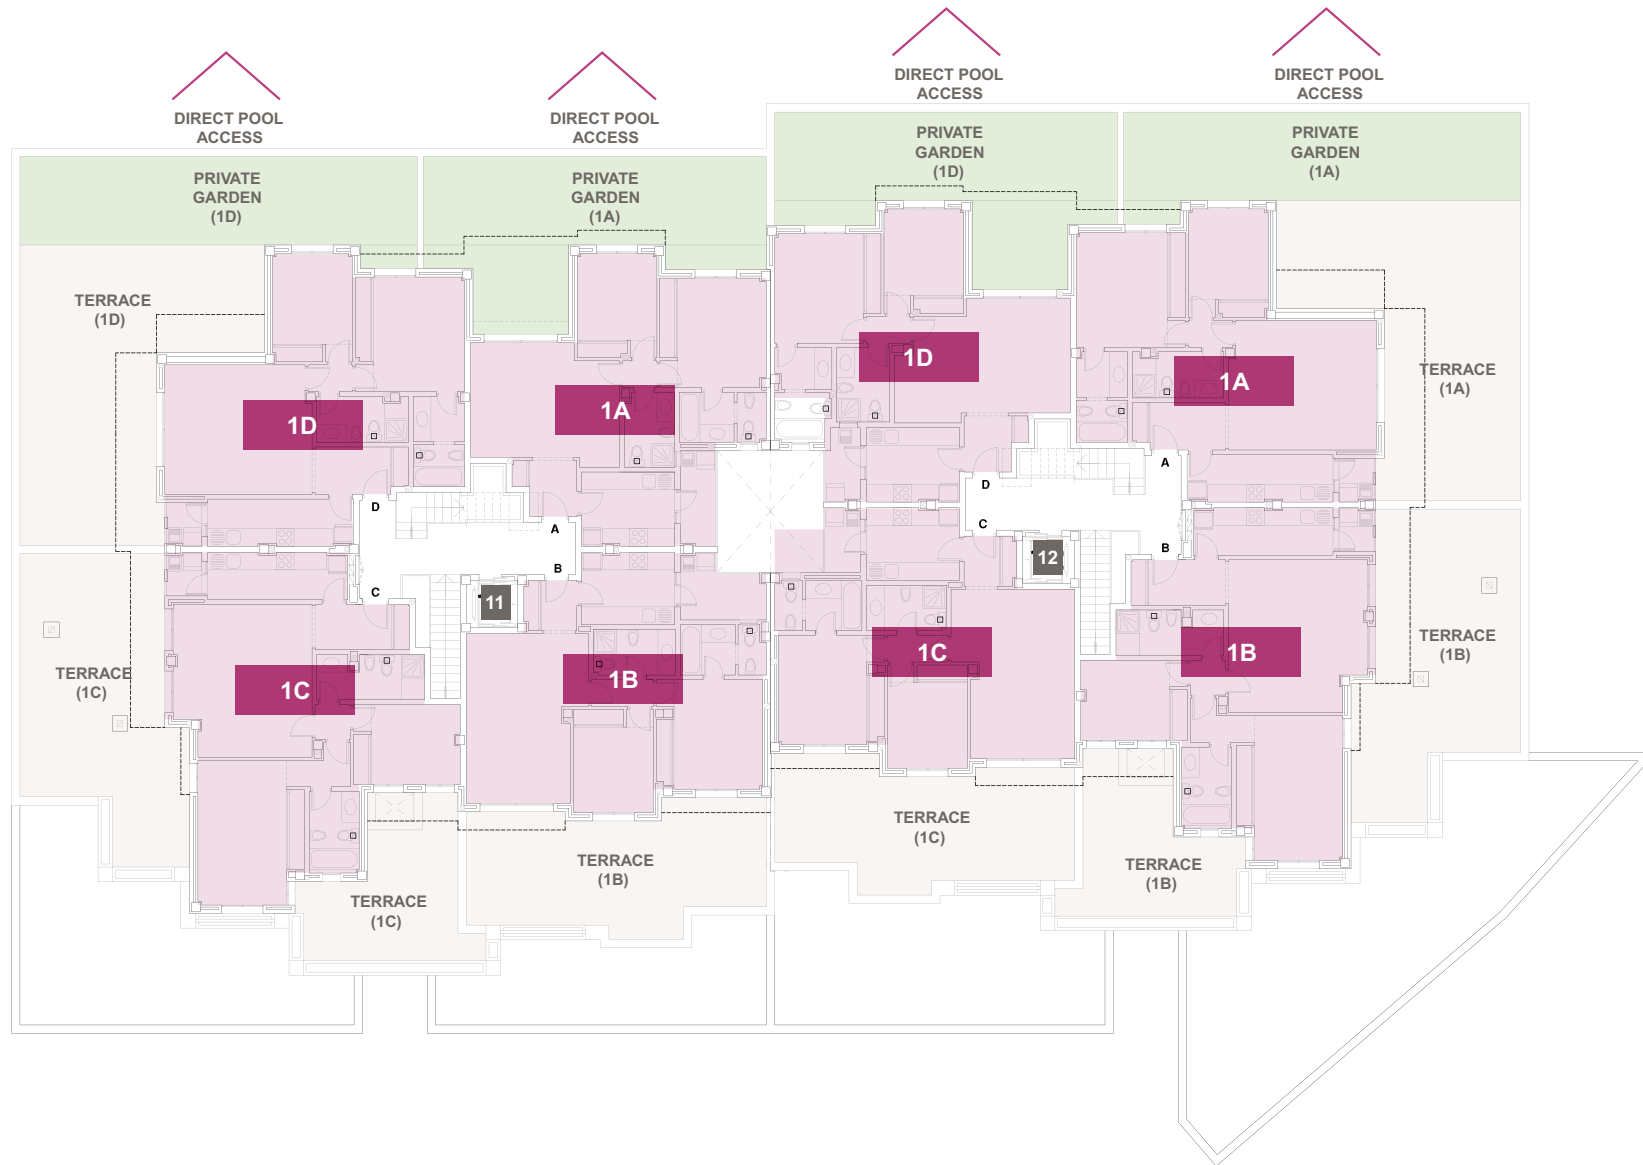 DIRECT POOL
ACCESS
DIRECT POOL
ACCESS
DIRECT POOL
ACCESS
DIRECT POOL
ACCESS
PRIVATE
GARDEN
(1D)
PRIVATE
GARDEN
(1A)
PRIVATE
GARDEN
(1D)
PRIVATE
GARDEN
(1A)
TERRACE
(1D)
1D
1A
1D
1A
TERRACE
(1A)
D
A
D
A
C
B
C
B
11
12
TERRACE
(1C)
1C
1B
1C
1B
TERRACE
(1B)
TERRACE
(1C)
TERRACE
(1B)
TERRACE
(1C)
TERRACE
(1B)